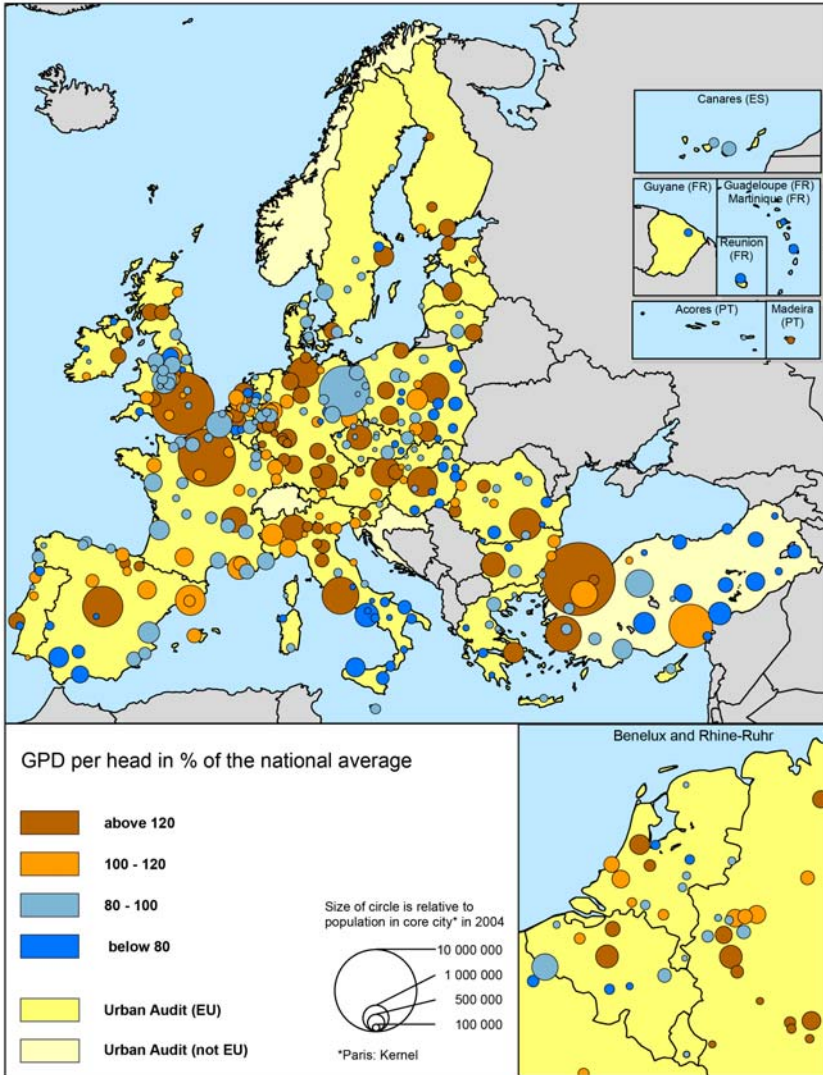 Canares (ES)
Guyane (FR)
Guadeloupe (FR)
Martinique (FR)
Reunion
(FR)
Acores (PT)
Madeira
(PT)
Benelux and Rhine-Ruhr
GPD per head in % of the national average
above 120
100 - 120
80 - 100
below 80
Urban Audit (EU)
Urban Audit (not EU)
Size of circle is relative to
population in core city* in 2004
10 000 000
1 000 000
500 000
100 000
*Paris: Kernel